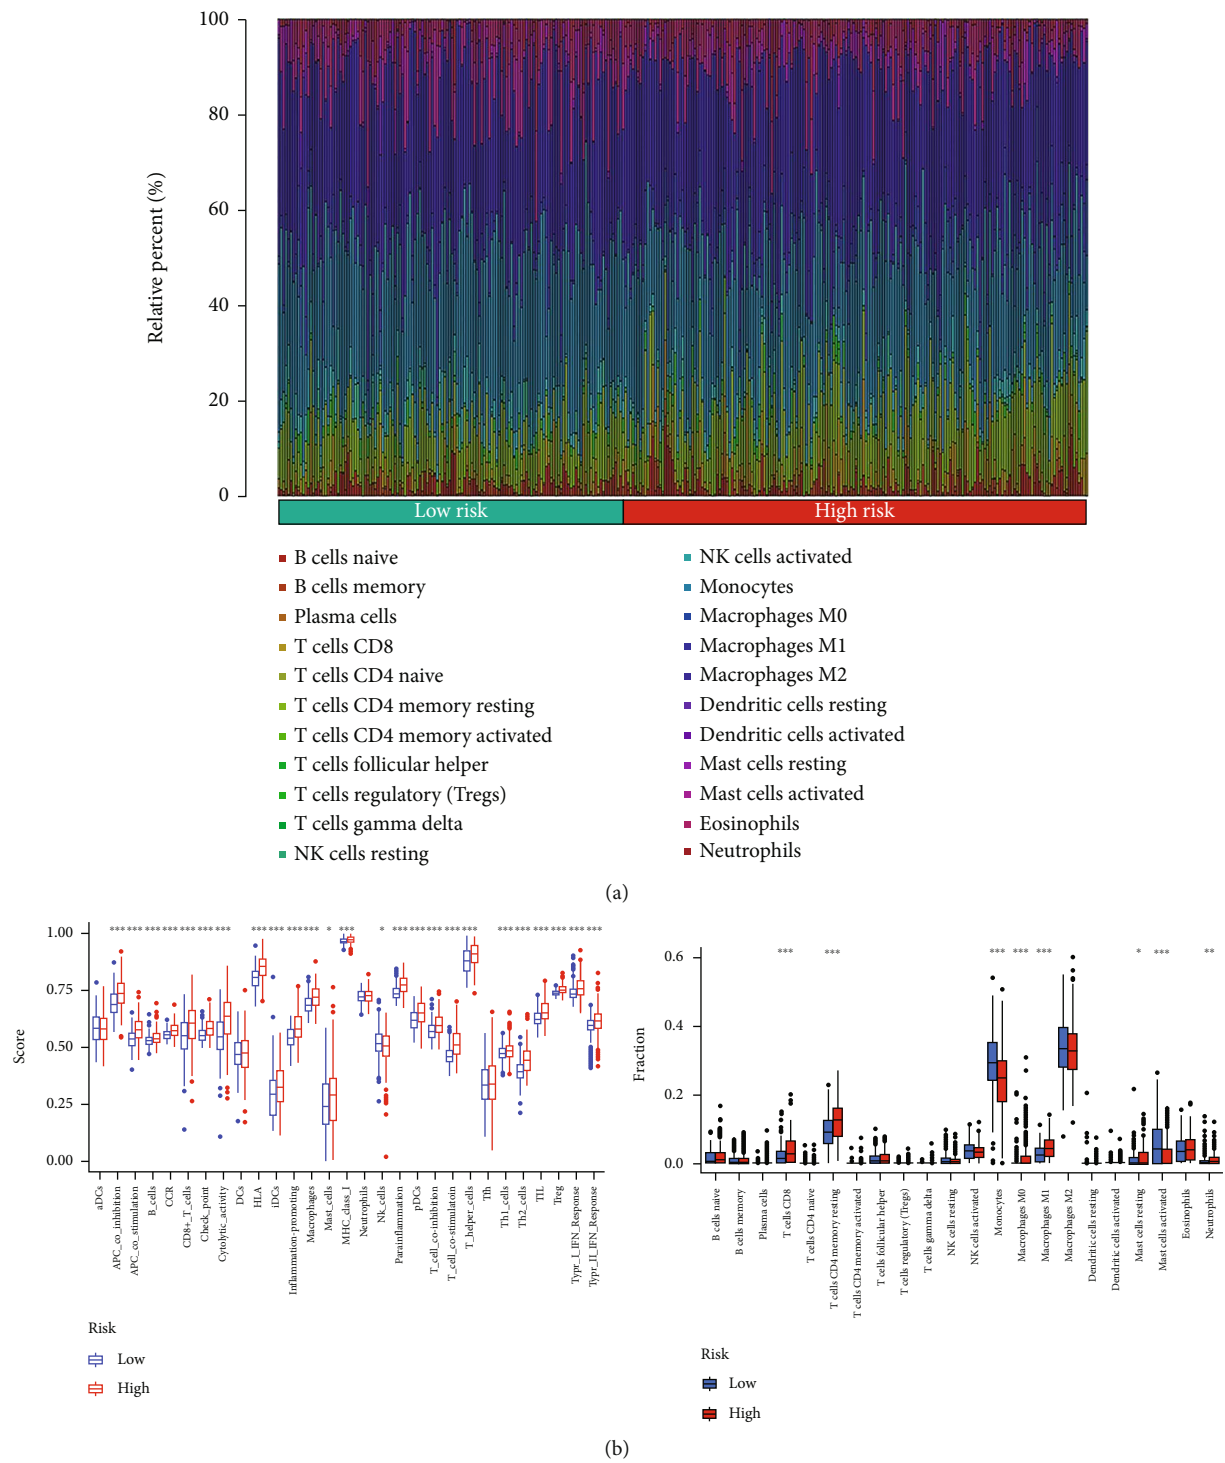 100
80
60
40
20
0
Relative percent (%)
Low risk
High risk
B cells naive
B cells memory
Plasma cells
T cells CD8
T cells CD4 naive
T cells CD4 memory resting
T cells CD4 memory activated
T cells follicular helper
T cells regulatory (Tregs)
T cells gamma delta
NK cells resting
NK cells activated
Monocytes
Macrophages M0
Macrophages M1
Macrophages M2
Dendritic cells resting
Dendritic cells activated
Mast cells resting
Mast cells activated
Eosinophils
Neutrophils
(a)
1.00
0.75
0.50
0.25
0.00
Score
*** *** *** *** *** *** *** *** *** *** *** * *** * *** *** *** *** *** *** *** *** *** *** ***
aDCs
APC_co_inhibition
APC_co_stimulation
B_cells
CCR
CD8+_T_cells
Check_point
Cytolytic_activity
DCs
HLA
iDCs
Inflammation-promoting
Macrophages
Mast_cells
MHC_class_I
Neutrophils
Nk_cells
Parainflammation
pDCs
T_cell_co-inhibition
T_cell_co-stimulatoin
T_helper_cells
Tfh
Th1_cells
Th2_cells
TIL
Treg
Typr_I_IFN_Response
Typr_II_IFN_Response
Risk
Low
High
0.6
0.4
0.2
0.0
Fraction
*** *** *** *** *** * *** **
B cells naive
B cells memory
Plasma cells
T cells CD8
T cells CD4 naive
T cells CD4 memory resting
T cells CD4 memory activated
T cells follicular helper
T cells regulatory (Tregs)
T cells gamma delta
NK cells resting
NK cells activated
Monocytes
Macrophages M0
Macrophages M1
Macrophages M2
Dendritic cells resting
Dendritic cells activated
Mast cells resting
Mast cells activated
Eosinophils
Neutrophils
Risk
Low
High
(b)